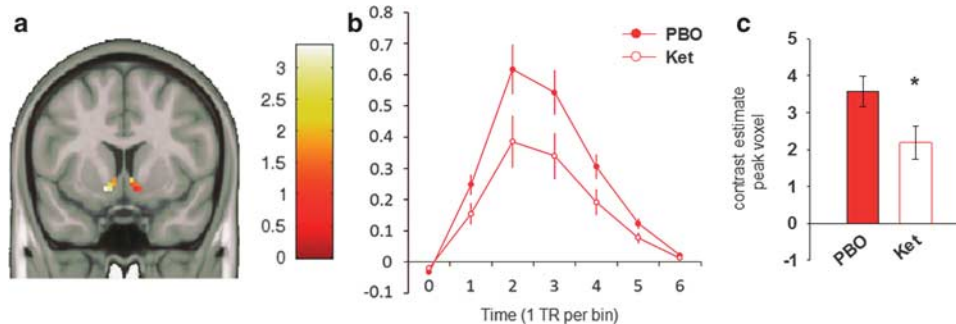 a
3
2.5
2
1.5
1
0.5
0
b
0.8
0.7
0.6
0.5
0.4
0.3
0.2
0.1
0
-0.1
0 1 2 3 4 5 6
Time (1 TR per bin)
PBO
Ket
c
contrast estimate
peak voxel
5
4
3
2
1
0
-1
*
PBO Ket